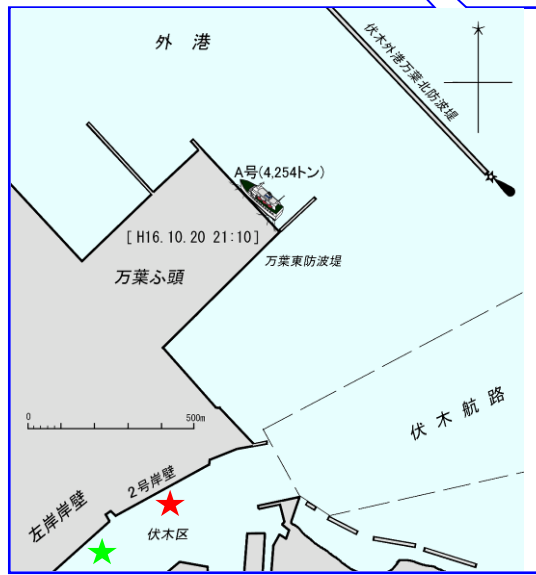 外 港
伏木外港万葉北防波堤
A号(4,254トン)
[ H16.10.20 21:10]
万葉東防波堤
万葉ふ頭
0
500m
伏木航路
2号岸壁
左岸岸壁
伏木区